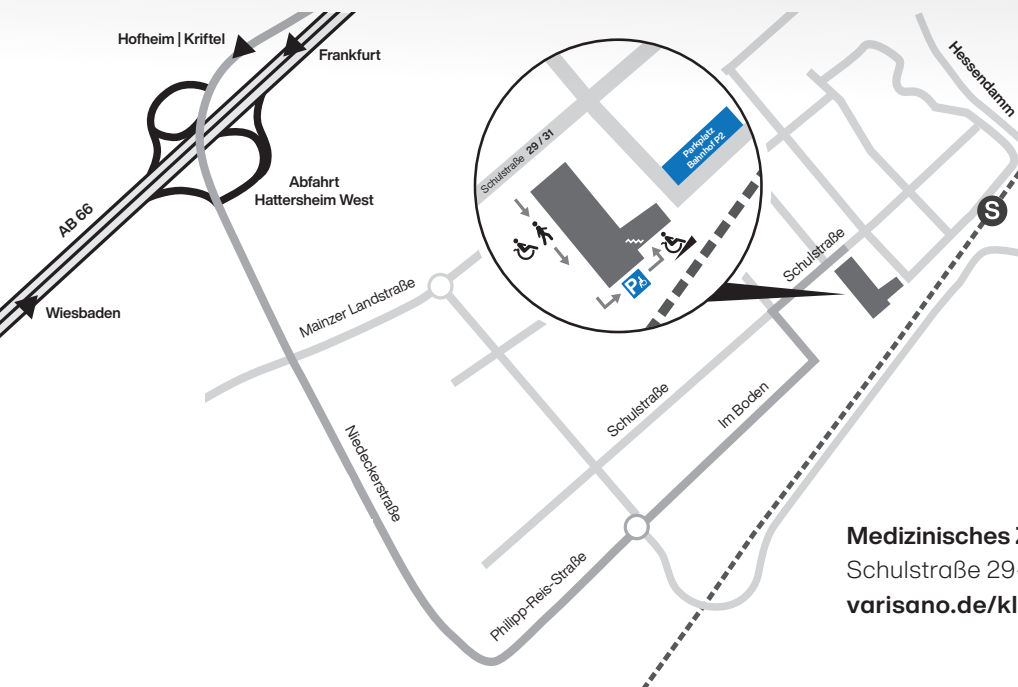 Hofheim | Kriftel
Frankfurt
Hessendamm
Schulstraße 29 / 31
Parkplatz
Bahnhof P2
Abfahrt
Hattersheim West
AB 66
S
Schulstraße
P
Wiesbaden
Mainzer Landstraße
Schulstraße
Im Boden
Niedeckerstraße
Philipp-Reis-Straße
Medizinisches
Schulstraße 29
varisano.de/kl